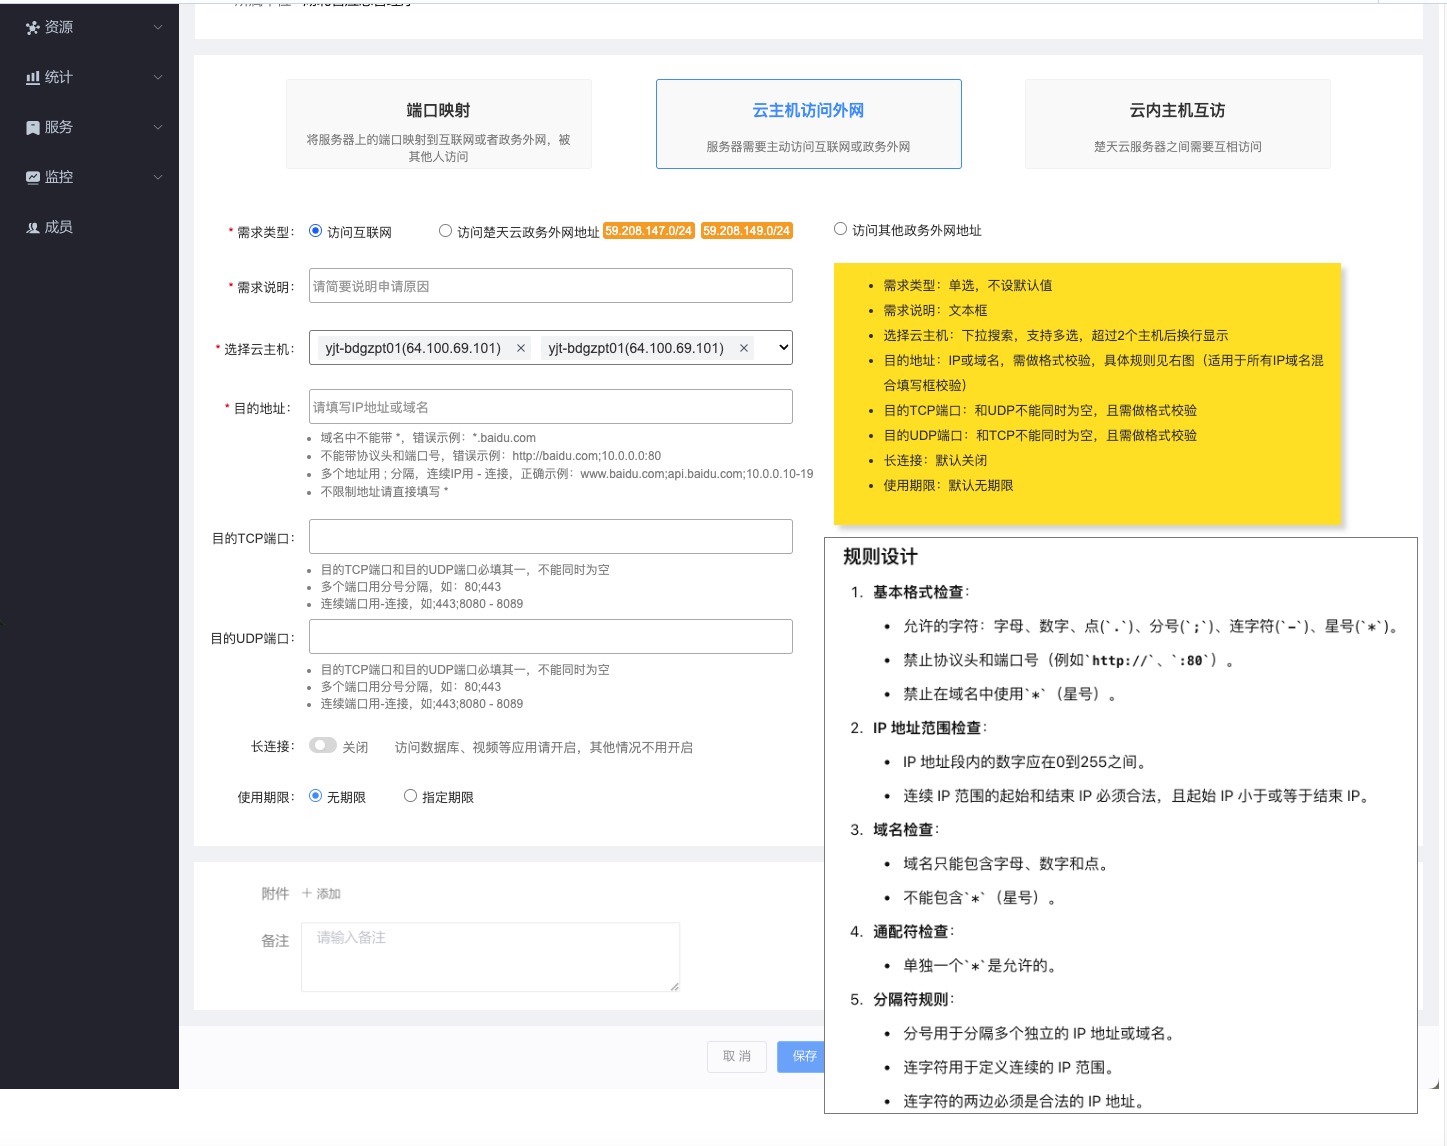 资源
统计
服务
监控
成员
端口映射
将服务器上的端口映射到互联网或者政务外网，被
其他人访问
云主机访问外网
服务器需要主动访问互联网或政务外网
云内主机互访
楚天云服务器之间需要互相访问
* 需求类型： 访问互联网 访问楚天云政务外网地址 59.208.147.0/24 59.208.149.0/24 访问其他政务外网地址
* 需求说明： 请简要说明申请原因
* 选择云主机： yjt-bdgzpt01(64.100.69.101) × yjt-bdgzpt01(64.100.69.101) ×
* 目的地址： 请填写IP地址或域名
• 域名中不能带 *，错误示例：*.baidu.com
• 不能带协议头和端口号，错误示例：http://baidu.com;10.0.0.0:80
• 多个地址用 ; 分隔，连续IP用 - 连接，正确示例：www.baidu.com;api.baidu.com;10.0.0.10-19
• 不限制地址请直接填写 *
目的TCP端口：
• 目的TCP端口和目的UDP端口必填其一，不能同时为空
• 多个端口用分号分隔，如：80;443
• 连续端口用-连接，如;443;8080 - 8089
目的UDP端口：
• 目的TCP端口和目的UDP端口必填其一，不能同时为空
• 多个端口用分号分隔，如：80;443
• 连续端口用-连接，如;443;8080 - 8089
长连接： 关闭 访问数据库、视频等应用请开启，其他情况不用开启
使用期限： 无期限 指定期限
附件 + 添加
备注 请输入备注
取 消 保存
• 需求类型：单选，不设默认值
• 需求说明：文本框
• 选择云主机：下拉搜索，支持多选，超过2个主机后换行显示
• 目的地址：IP或域名，需做格式校验，具体规则见右图（适用于所有IP域名混
合填写框校验）
• 目的TCP端口：和UDP不能同时为空，且需做格式校验
• 目的UDP端口：和TCP不能同时为空，且需做格式校验
• 长连接：默认关闭
• 使用期限：默认无期限
规则设计
1. 基本格式检查：
• 允许的字符：字母、数字、点(`.`)、分号(`;`)、连字符(`-`)、星号(`*`)。
• 禁止协议头和端口号（例如`http://`、`:80`）。
• 禁止在域名中使用`*`（星号）。
2. IP 地址范围检查：
• IP 地址段内的数字应在0到255之间。
• 连续 IP 范围的起始和结束 IP 必须合法，且起始 IP 小于或等于结束 IP。
3. 域名检查：
• 域名只能包含字母、数字和点。
• 不能包含`*`（星号）。
4. 通配符检查：
• 单独一个`*`是允许的。
5. 分隔符规则：
• 分号用于分隔多个独立的 IP 地址或域名。
• 连字符用于定义连续的 IP 范围。
• 连字符的两边必须是合法的 IP 地址。